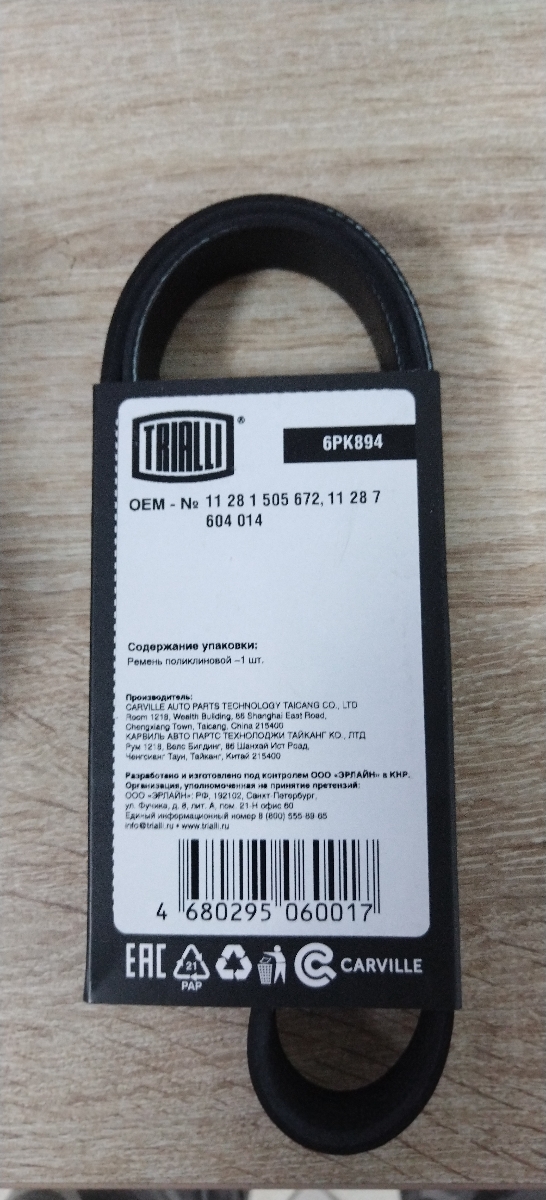 TRIALLI®
6PK894
OEM - № 11 28 1 505 672, 11 28 7
604 014
Содержание упаковки:
Ремень поликлиновой –1 шт.
Производитель:
CARVILLE AUTO PARTS TECHNOLOGY TAICANG CO., LTD
Room 1218, Wealth Building, 86 Shanghai East Road,
Chengxiang Town, Taicang, China 215400
КАРВИЛЬ АВТО ПАРТС ТЕХНОЛОДЖИ ТАЙКАНГ КО., ЛТД
Рум 1218, Велс Билдинг, 86 Шанхай Ист Роад,
Ченгсианг Таун, Тайканг, Китай 215400
Разработано и изготовлено под контролем ООО «ЭРЛАЙН» в КНР.
Организация, уполномоченная на принятие претензий:
ООО «ЭРЛАЙН»: РФ, 192102, Санкт-Петербург,
ул. Фучика, д. 8, лит. А, пом. 21-Н офис 60
Единый информационный номер 8 (800) 555-89-65
info@trialli.ru • www.trialli.ru
4 680295 060017
EAC 21 PAP CARVILLE